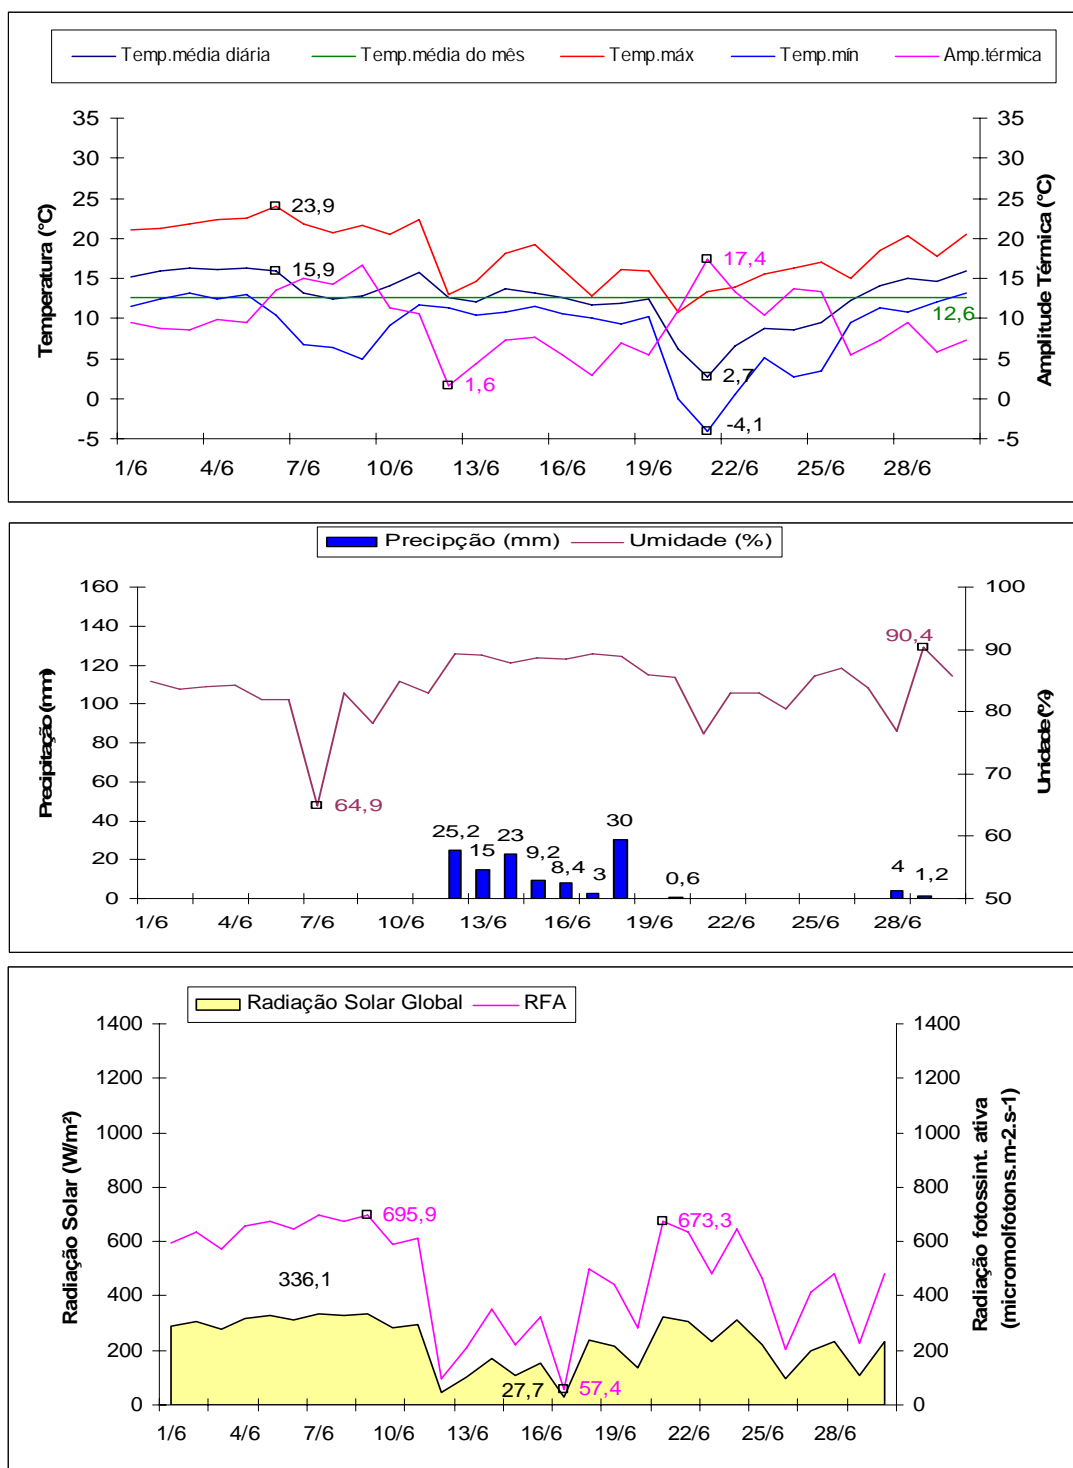 Temp.média diária Temp.média do mês Temp.máx Temp.mín Amp.térmica
35 35
30 30
25 25
23,9
20 20
17,4
15,9
15 15
12,6
10 10
5 5
2,7
1,6
0 0
-4,1
-5 -5
1/6 4/6 7/6 10/6 13/6 16/6 19/6 22/6 25/6 28/6
Temperatura (°C)
Amplitude Térmica (°C)
Precipção (mm) Umidade (%)
160 100
140
90,4
120 90
100
80 80
60
70
64,9
40
60
30
25,2 15 23 9,2 8,4 3 0,6 4 1,2
20
0 50
1/6 4/6 7/6 10/6 13/6 16/6 19/6 22/6 25/6 28/6
Precipitação (mm)
Umidade (%)
Radiação Solar Global RFA
1400 1400
1200 1200
1000 1000
800 800
695,9 673,3
600 600
336,1
400 400
200 200
27,7 57,4
0 0
1/6 4/6 7/6 10/6 13/6 16/6 19/6 22/6 25/6 28/6
Radiação Solar (W/m²)
Radiação fotossint. ativa
(micromolfotons.m-2.s-1)